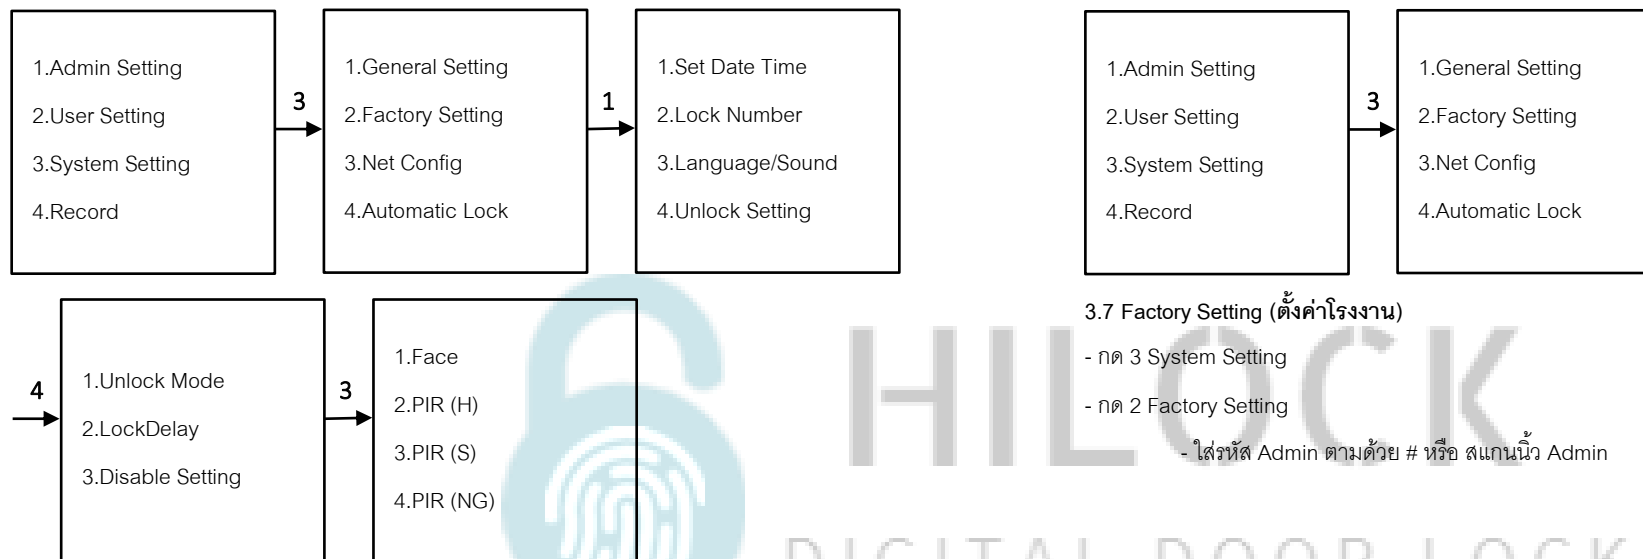 1.Admin Setting
2.User Setting
3.System Setting
4.Record
3
1.General Setting
2.Factory Setting
3.Net Config
4.Automatic Lock
1
1.Set Date Time
2.Lock Number
3.Language/Sound
4.Unlock Setting
4
1.Unlock Mode
2.LockDelay
3.Disable Setting
3
1.Face
2.PIR (H)
3.PIR (S)
4.PIR (NG)
1.Admin Setting
2.User Setting
3.System Setting
4.Record
3
1.General Setting
2.Factory Setting
3.Net Config
4.Automatic Lock
3.7 Factory Setting (ตั้งค่าโรงงาน)
- กด 3 System Setting
- กด 2 Factory Setting
- ใส่รหัส Admin ตามด้วย # หรือ สแกนนิ้ว Admin
HILOCK
DIGITAL DOOR LOCK